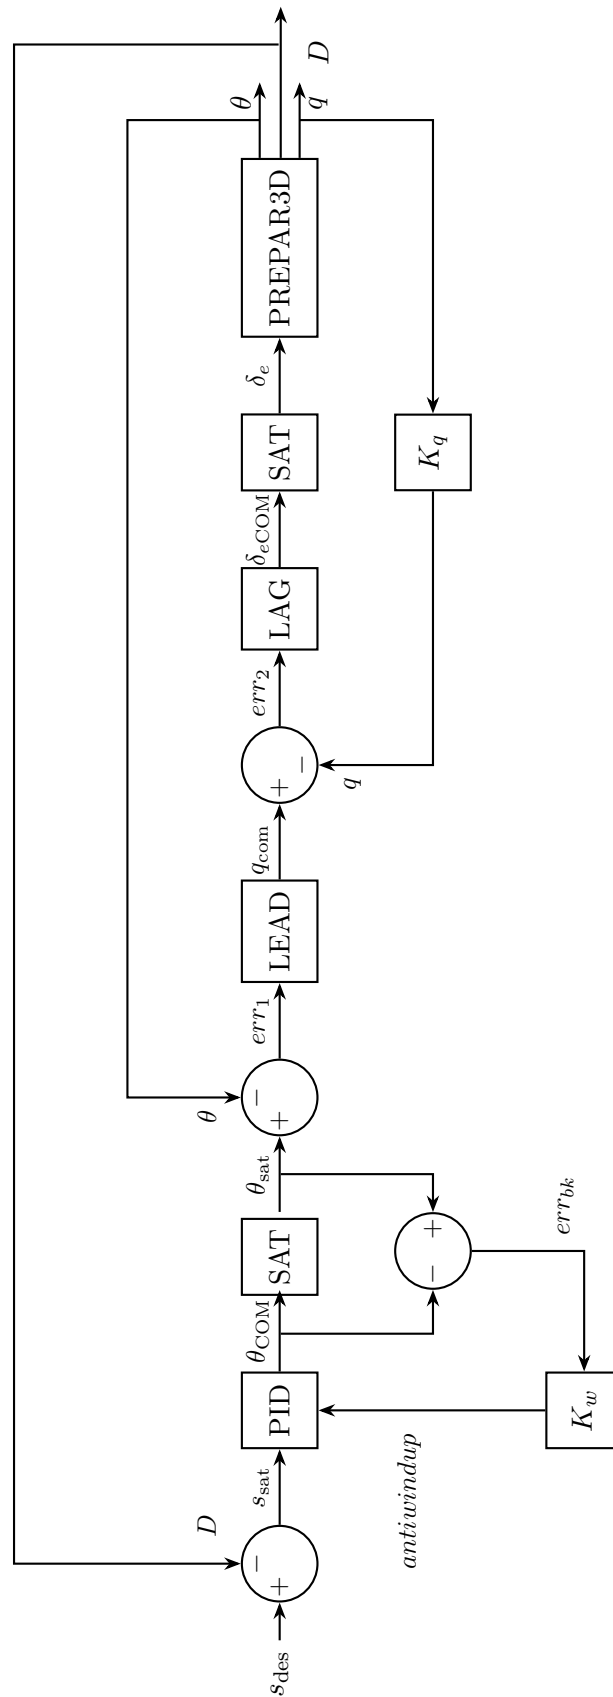 s_des
+
−
D
s_sat
PID
θ_COM
SAT
θ_sat
+
−
θ
err_1
LEAD
q_com
+
−
q
err_2
LAG
δ_eCOM
SAT
δ_e
PREPAR3D
θ
q
D
K_q
−
+
err_bk
K_w
antiwindup